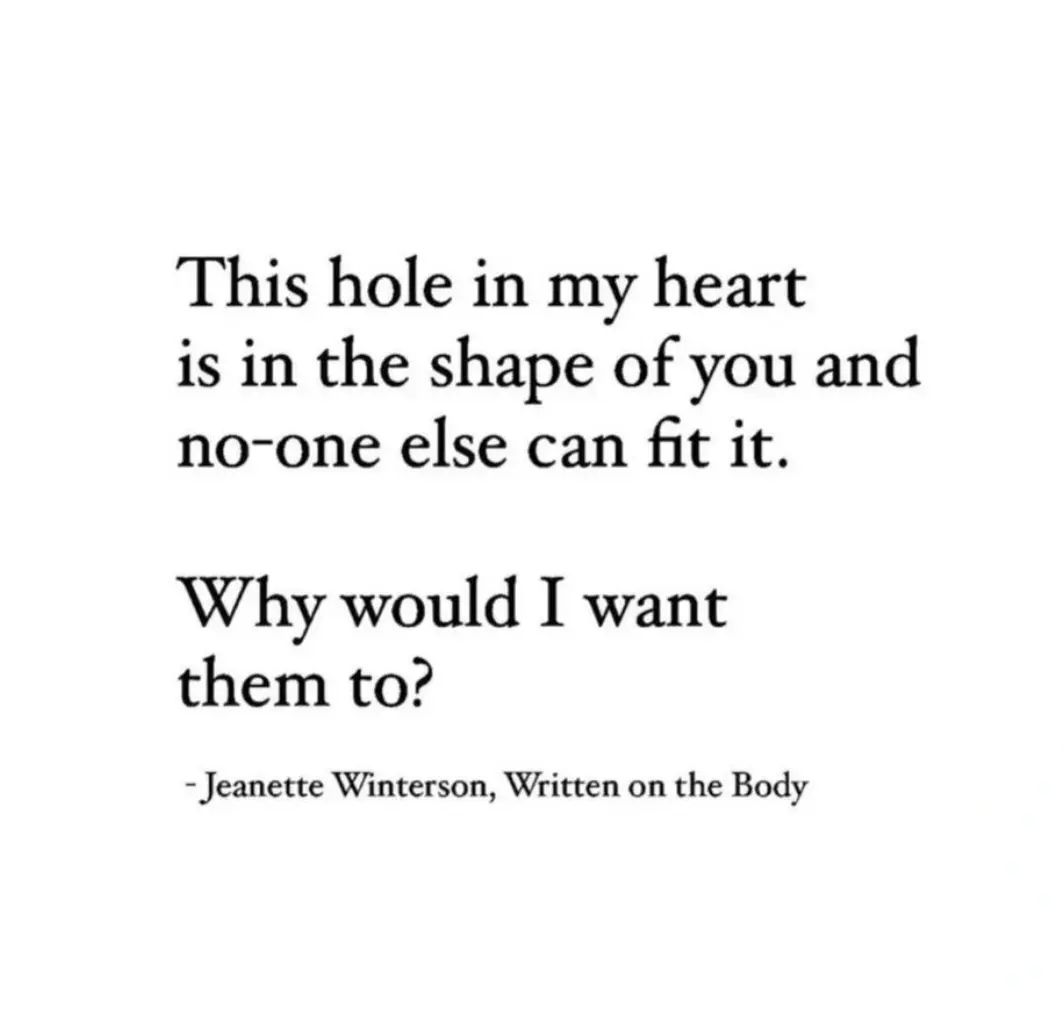 This hole in my heart
is in the shape of you and
no-one else can fit it.
Why would I want
them to?
- Jeanette Winterson, Written on the Body